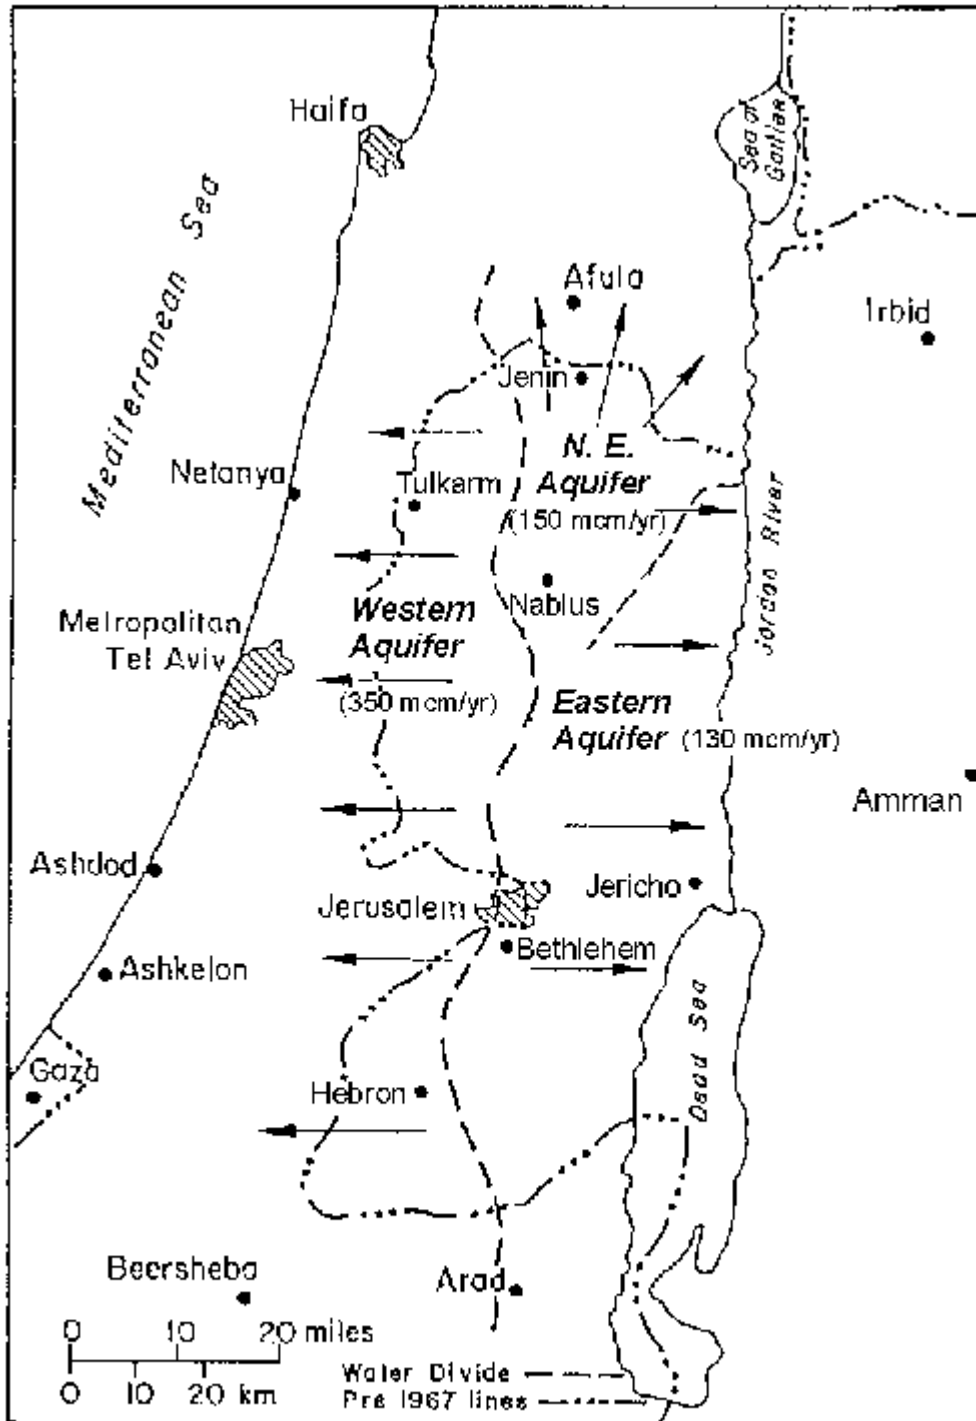 Haifa
Sea of
Galilee
Mediterranean Sea
Afula
Irbid
Jenin
N. E.
Aquifer
(150 mcm/yr)
Netanya
Tulkarm
Jordan River
Nablus
Western
Aquifer
(350 mcm/yr)
Metropolitan
Tel Aviv
Eastern
Aquifer (130 mcm/yr)
Amman
Ashdod
Jericho
Jerusalem
Bethlehem
Ashkelon
Dead Sea
Gaza
Hebron
Beersheba
Arad
0 10 20 miles
0 10 20 km
Water Divide
Pre 1967 lines